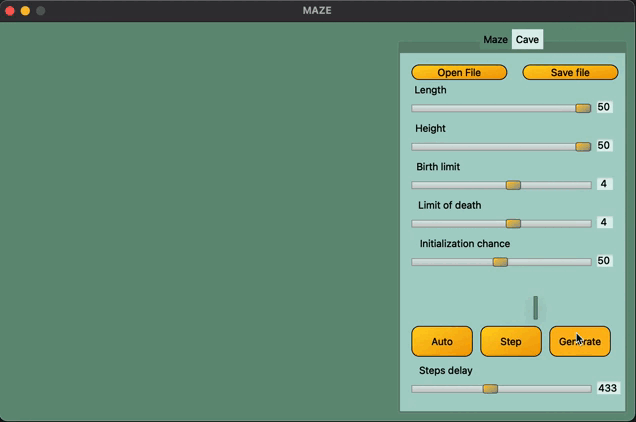 MAZE
Maze Cave
Open File Save file
Length
50
Height
50
Birth limit
4
Limit of death
4
Initialization chance
50
Auto Step Generate
Steps delay
433